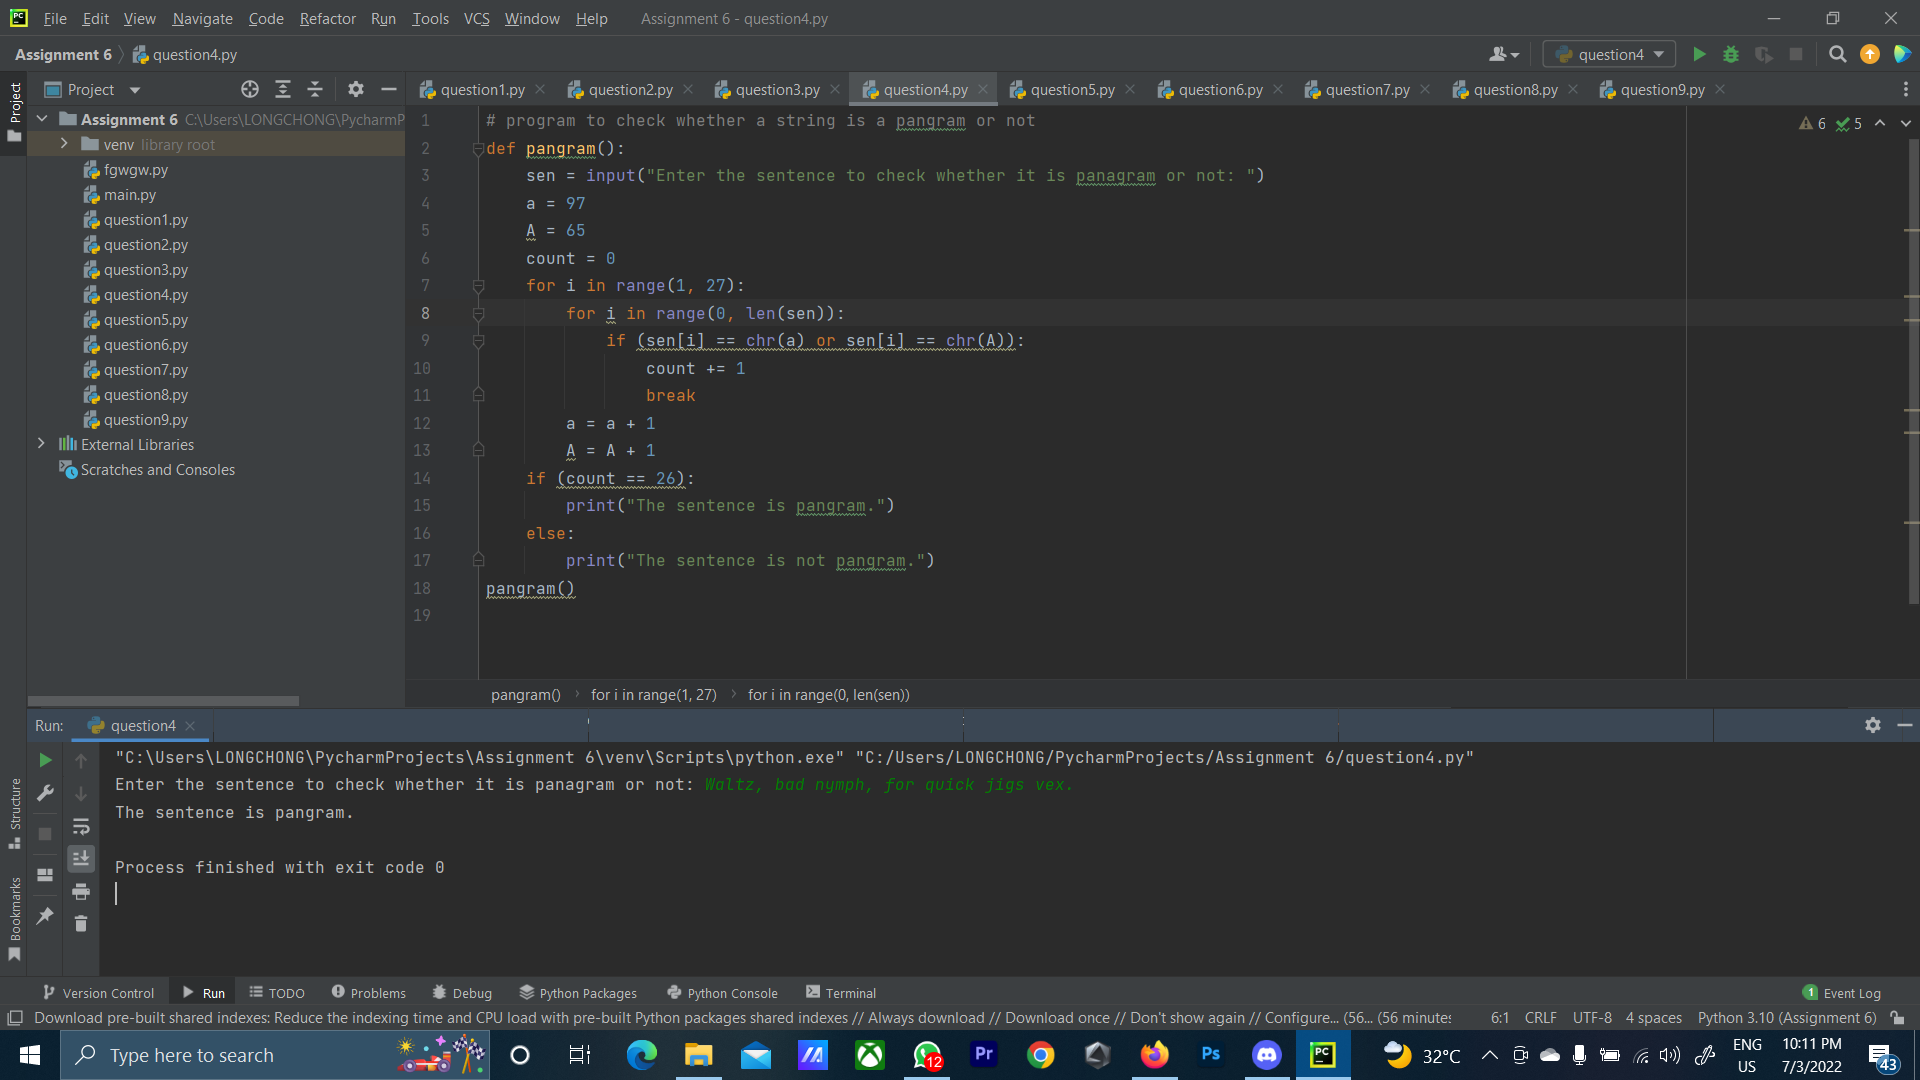 File Edit View Navigate Code Refactor Run Tools VCS Window Help Assignment 6 - question4.py
Assignment 6 question4.py question4
Project question1.py question2.py question3.py question4.py question5.py question6.py question7.py question8.py question9.py
Project
Assignment 6 C:\Users\LONGCHONG\PycharmP
venv library root
fgwgw.py
main.py
question1.py
question2.py
question3.py
question4.py
question5.py
question6.py
question7.py
question8.py
question9.py
External Libraries
Scratches and Consoles
6 5
1 # program to check whether a string is a pangram or not
2 def pangram():
3 sen = input("Enter the sentence to check whether it is panagram or not: ")
4 a = 97
5 A = 65
6 count = 0
7 for i in range(1, 27):
8 for i in range(0, len(sen)):
9 if (sen[i] == chr(a) or sen[i] == chr(A)):
10 count += 1
11 break
12 a = a + 1
13 A = A + 1
14 if (count == 26):
15 print("The sentence is pangram.")
16 else:
17 print("The sentence is not pangram.")
18 pangram()
19
pangram() for i in range(1, 27) for i in range(0, len(sen))
Run: question4
"C:\Users\LONGCHONG\PycharmProjects\Assignment 6\venv\Scripts\python.exe" "C:/Users/LONGCHONG/PycharmProjects/Assignment 6/question4.py"
Enter the sentence to check whether it is panagram or not: Waltz, bad nymph, for quick jigs vex.
The sentence is pangram.
Process finished with exit code 0
Structure
Bookmarks
Version Control Run TODO Problems Debug Python Packages Python Console Terminal 1 Event Log
Download pre-built shared indexes: Reduce the indexing time and CPU load with pre-built Python packages shared indexes // Always download // Download once // Don't show again // Configure... (56... (56 minutes 6:1 CRLF UTF-8 4 spaces Python 3.10 (Assignment 6)
Type here to search 12 Pr Ps PC 32°C ENG US 10:11 PM 7/3/2022 43